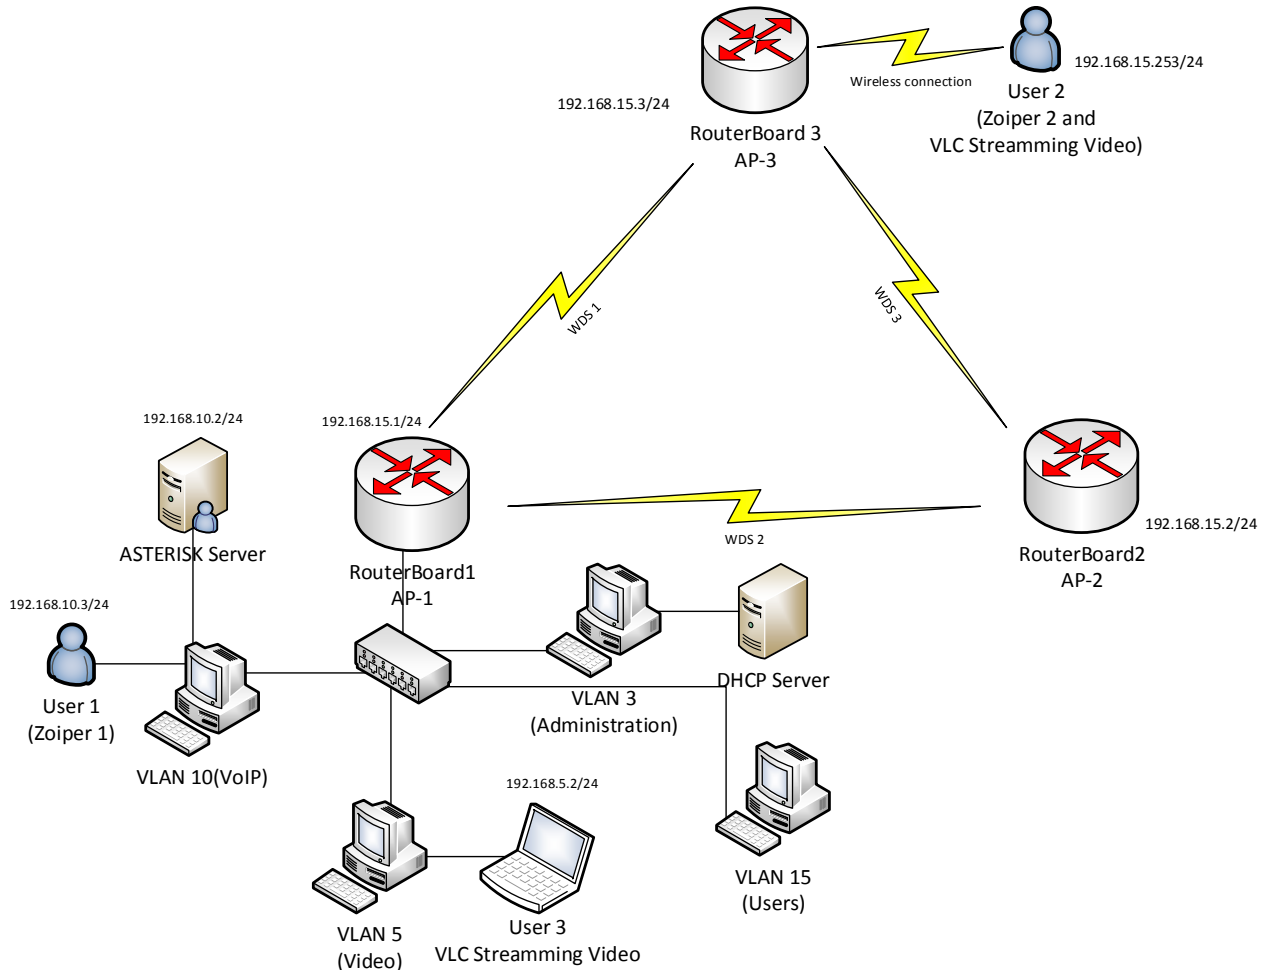 192.168.15.3/24
RouterBoard 3
AP-3
Wireless connection
192.168.15.253/24
User 2
(Zoiper 2 and
VLC Streamming Video)
WDS 1
WDS 3
192.168.10.2/24
ASTERISK Server
192.168.15.1/24
RouterBoard1
AP-1
WDS 2
192.168.15.2/24
RouterBoard2
AP-2
192.168.10.3/24
User 1
(Zoiper 1)
VLAN 10(VoIP)
VLAN 3
(Administration)
DHCP Server
192.168.5.2/24
VLAN 5
(Video)
User 3
VLC Streamming Video
VLAN 15
(Users)